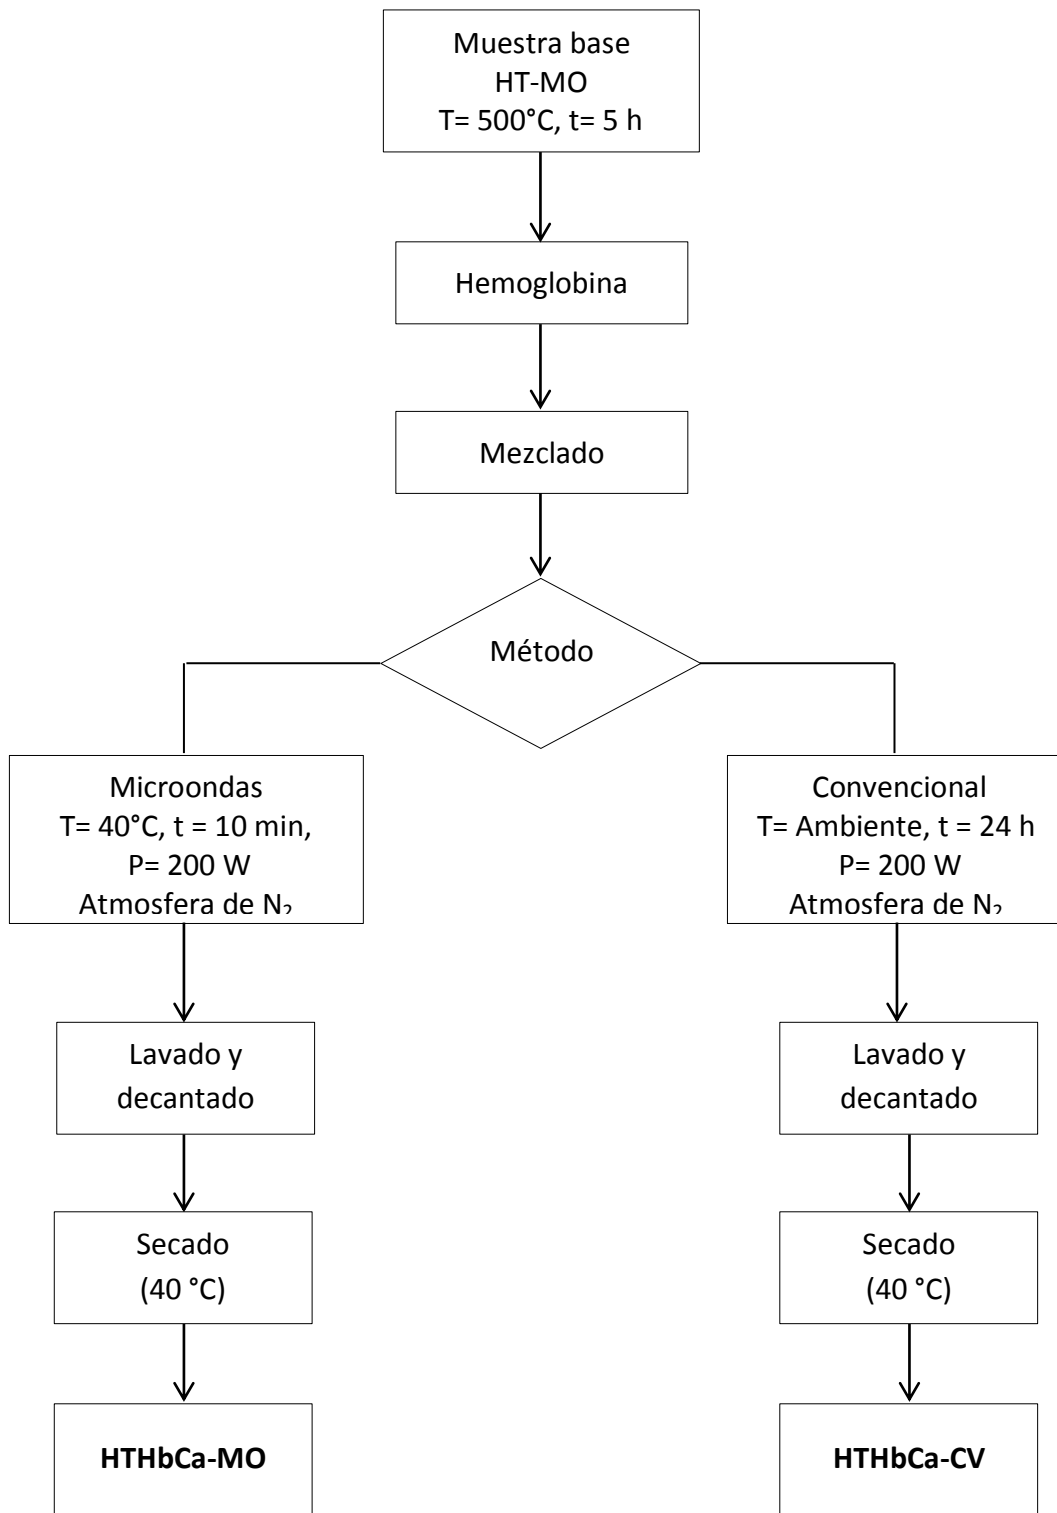 Muestra base
HT-MO
T= 500°C, t= 5 h
Hemoglobina
Mezclado
Método
Microondas
T= 40°C, t = 10 min,
P= 200 W
Atmosfera de N₂
Convencional
T= Ambiente, t = 24 h
P= 200 W
Atmosfera de N₂
Lavado y
decantado
Lavado y
decantado
Secado
(40 °C)
Secado
(40 °C)
HTHbCa-MO
HTHbCa-CV